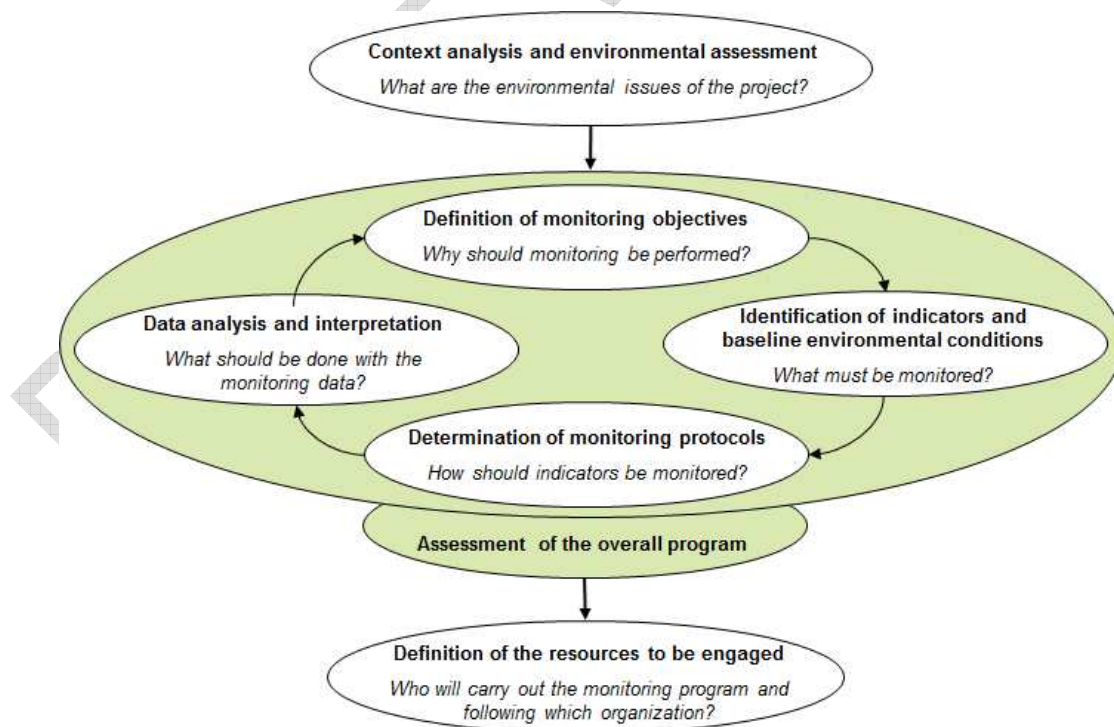 Context analysis and environmental assessment
What are the environmental issues of the project?
Definition of monitoring objectives
Why should monitoring be performed?
Identification of indicators and
baseline environmental conditions
What must be monitored?
Determination of monitoring protocols
How should indicators be monitored?
Data analysis and interpretation
What should be done with the
monitoring data?
Assessment of the overall program
Definition of the resources to be engaged
Who will carry out the monitoring program and
following which organization?